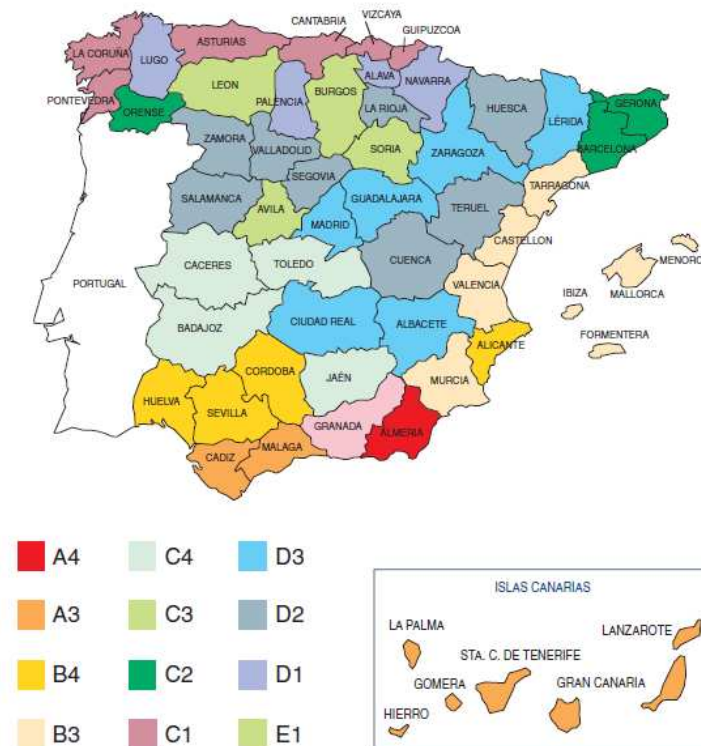 CANTABRIA
VIZCAYA
GUIPUZCOA
LA CORUÑA
LUGO
ASTURIAS
PONTEVEDRA
ORENSE
LEON
PALENCIA
BURGOS
ALAVA
NAVARRA
LA RIOJA
HUESCA
LÉRIDA
GERONA
BARCELONA
ZAMORA
VALLADOLID
SORIA
ZARAGOZA
TARRAGONA
SEGOVIA
SALAMANCA
AVILA
MADRID
GUADALAJARA
TERUEL
CASTELLON
CUENCA
PORTUGAL
CACERES
TOLEDO
VALENCIA
IBIZA
MALLORCA
MENORC
FORMENTERA
BADAJOZ
CIUDAD REAL
ALBACETE
ALICANTE
CORDOBA
JAÉN
MURCIA
HUELVA
SEVILLA
GRANADA
ALMERIA
CADIZ
MALAGA
A4
C4
D3
A3
C3
D2
B4
C2
D1
B3
C1
E1
ISLAS CANARIAS
LA PALMA
LANZAROTE
STA. C. DE TENERIFE
GOMERA
GRAN CANARIA
HIERRO